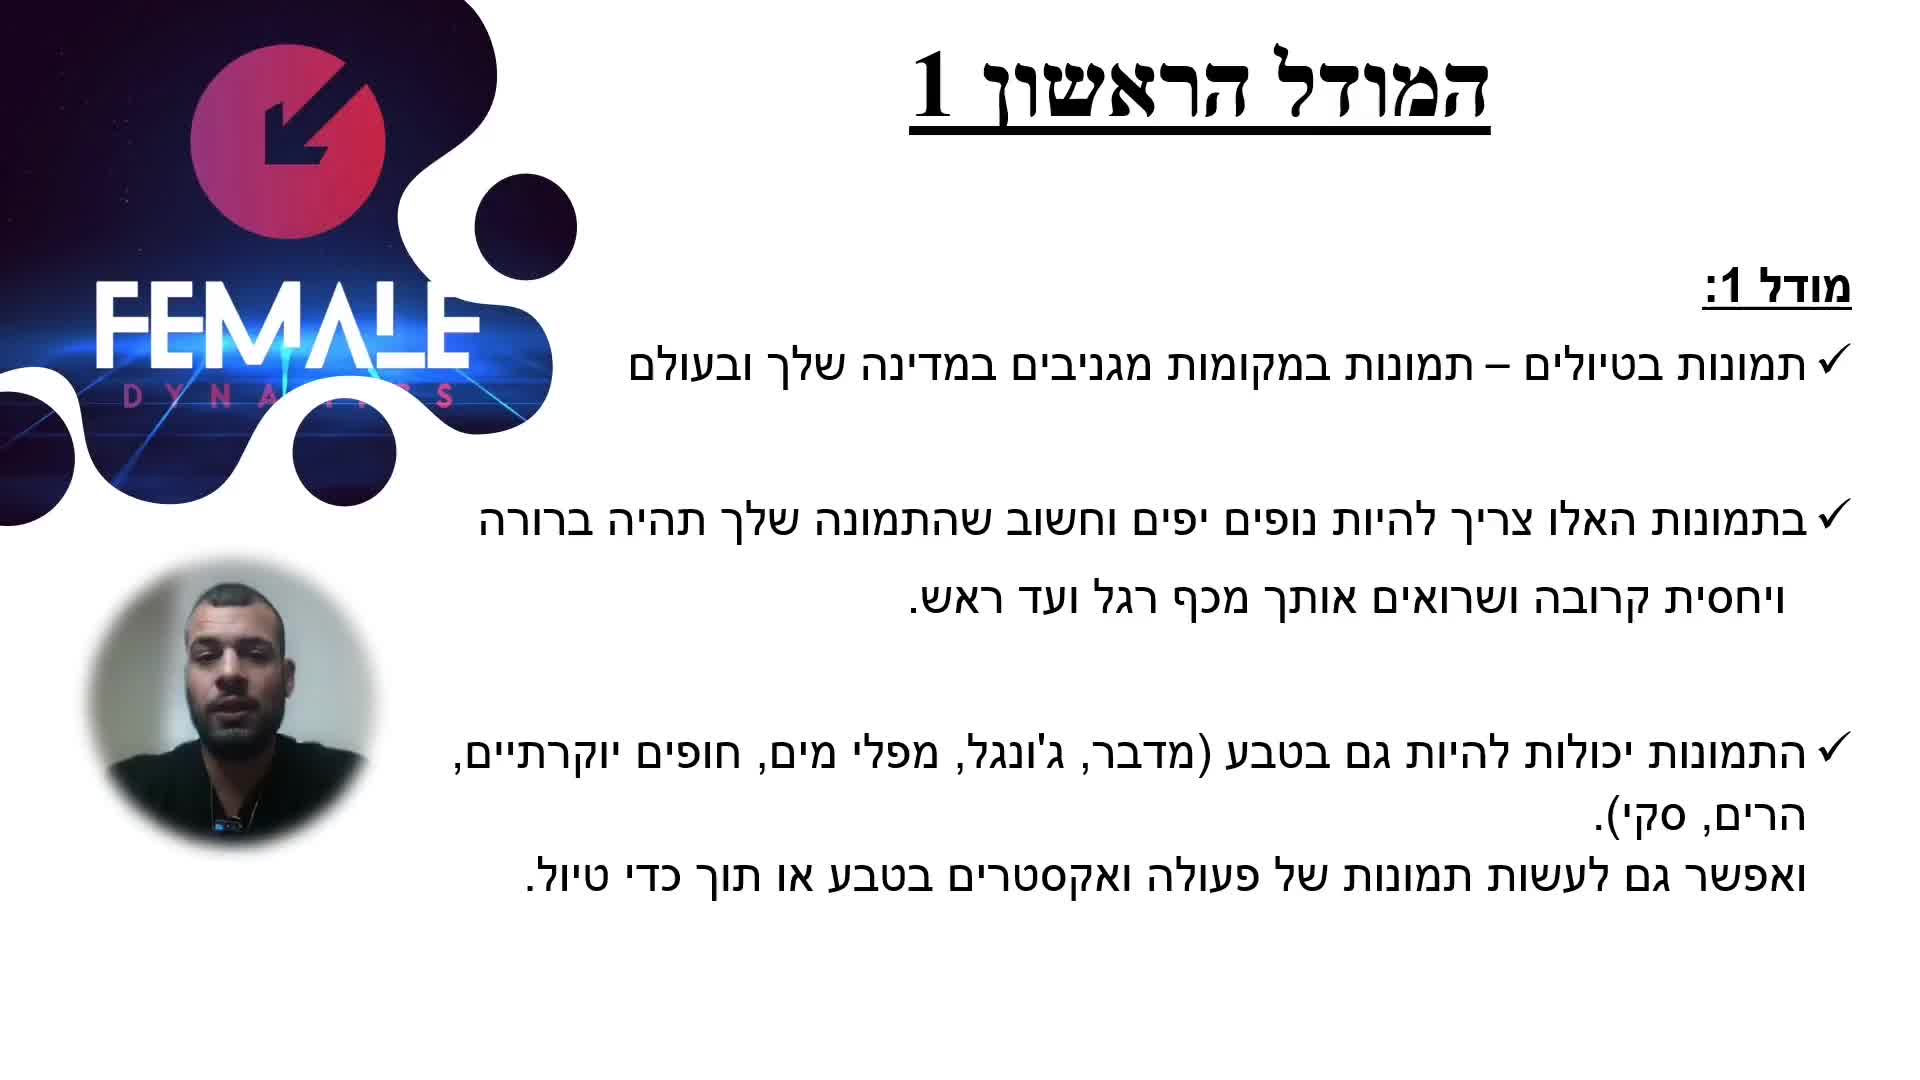 המודל הראשון 1
FEMALE
DYNAMICS
מודל 1:
✓ תמונות בטיולים – תמונות במקומות מגניבים במדינה שלך ובעולם
✓ בתמונות האלו צריך להיות נופים יפים וחשוב שהתמונה שלך תהיה ברורה
ויחסית קרובה ושרואים אותך מכף רגל ועד ראש.
✓ התמונות יכולות להיות גם בטבע (מדבר, ג'ונגל, מפלי מים, חופים יוקרתיים,
הרים, סקי).
ואפשר גם לעשות תמונות של פעולה ואקסטרים בטבע או תוך כדי טיול.